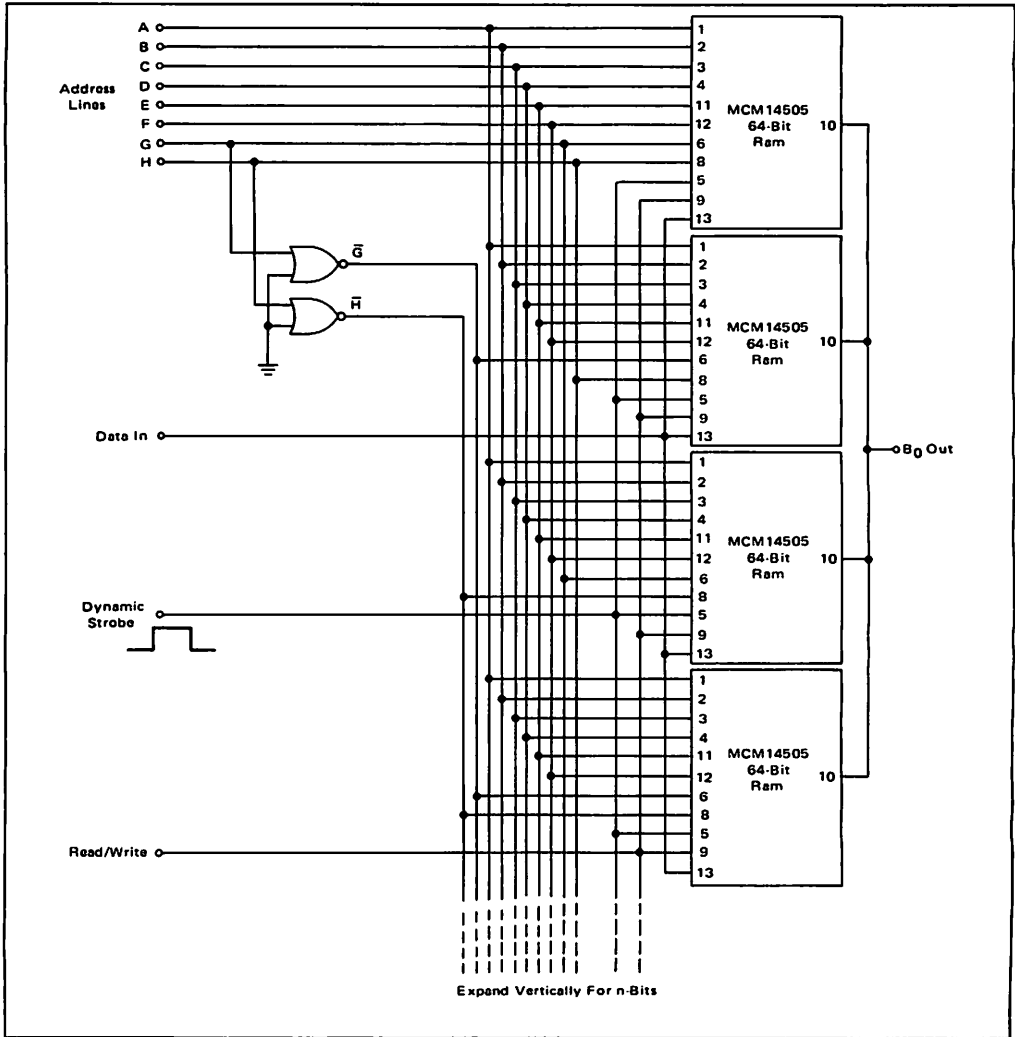 A
B
C
D
E
F
G
H
Address
Lines
G̅
H̅
Data In
Dynamic
Strobe
Read/Write
1
2
3
4
11
12
6
8
5
9
13
MCM14505
64-Bit
Ram
10
1
2
3
4
11
12
6
8
5
9
13
MCM14505
64-Bit
Ram
10
B0 Out
1
2
3
4
11
12
6
8
5
9
13
MCM14505
64-Bit
Ram
10
1
2
3
4
11
12
6
8
5
9
13
MCM14505
64-Bit
Ram
10
Expand Vertically For n-Bits